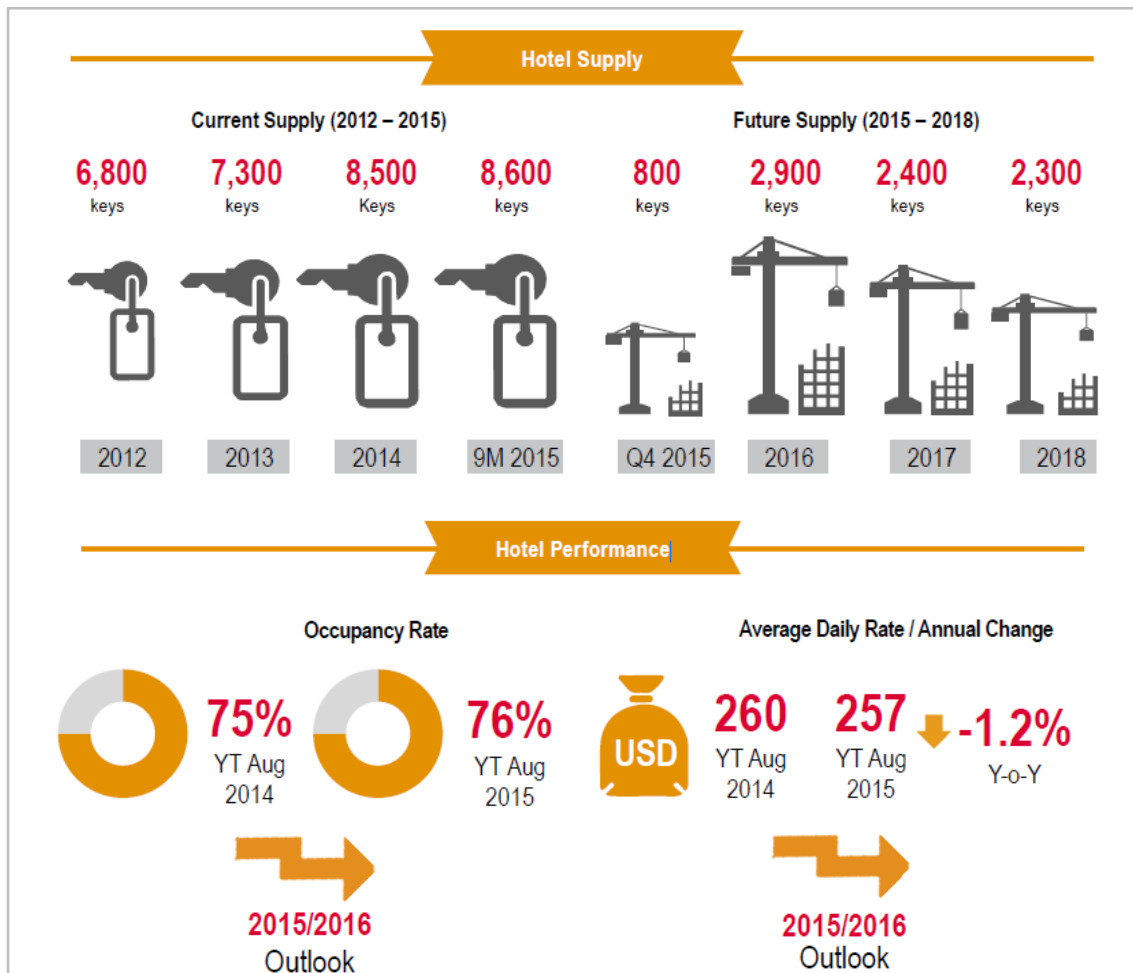 Hotel Supply
Current Supply (2012 – 2015)
Future Supply (2015 – 2018)
6,800
keys
7,300
keys
8,500
Keys
8,600
keys
800
keys
2,900
keys
2,400
keys
2,300
keys
2012
2013
2014
9M 2015
Q4 2015
2016
2017
2018
Hotel Performance
Occupancy Rate
75%
YT Aug
2014
76%
YT Aug
2015
2015/2016
Outlook
Average Daily Rate / Annual Change
USD
260
YT Aug
2014
257
YT Aug
2015
-1.2%
Y-o-Y
2015/2016
Outlook